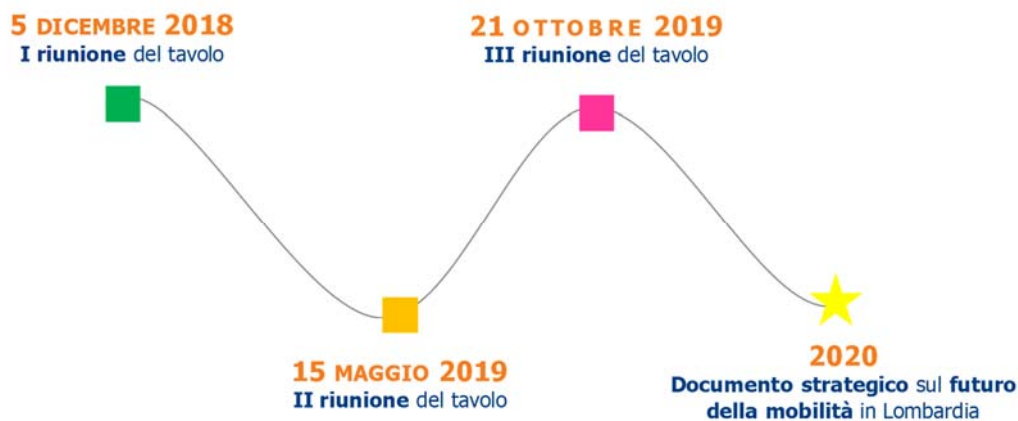 5 DICEMBRE 2018
I riunione del tavolo
21 OTTOBRE 2019
III riunione del tavolo
15 MAGGIO 2019
II riunione del tavolo
2020
Documento strategico sul futuro
della mobilità in Lombardia